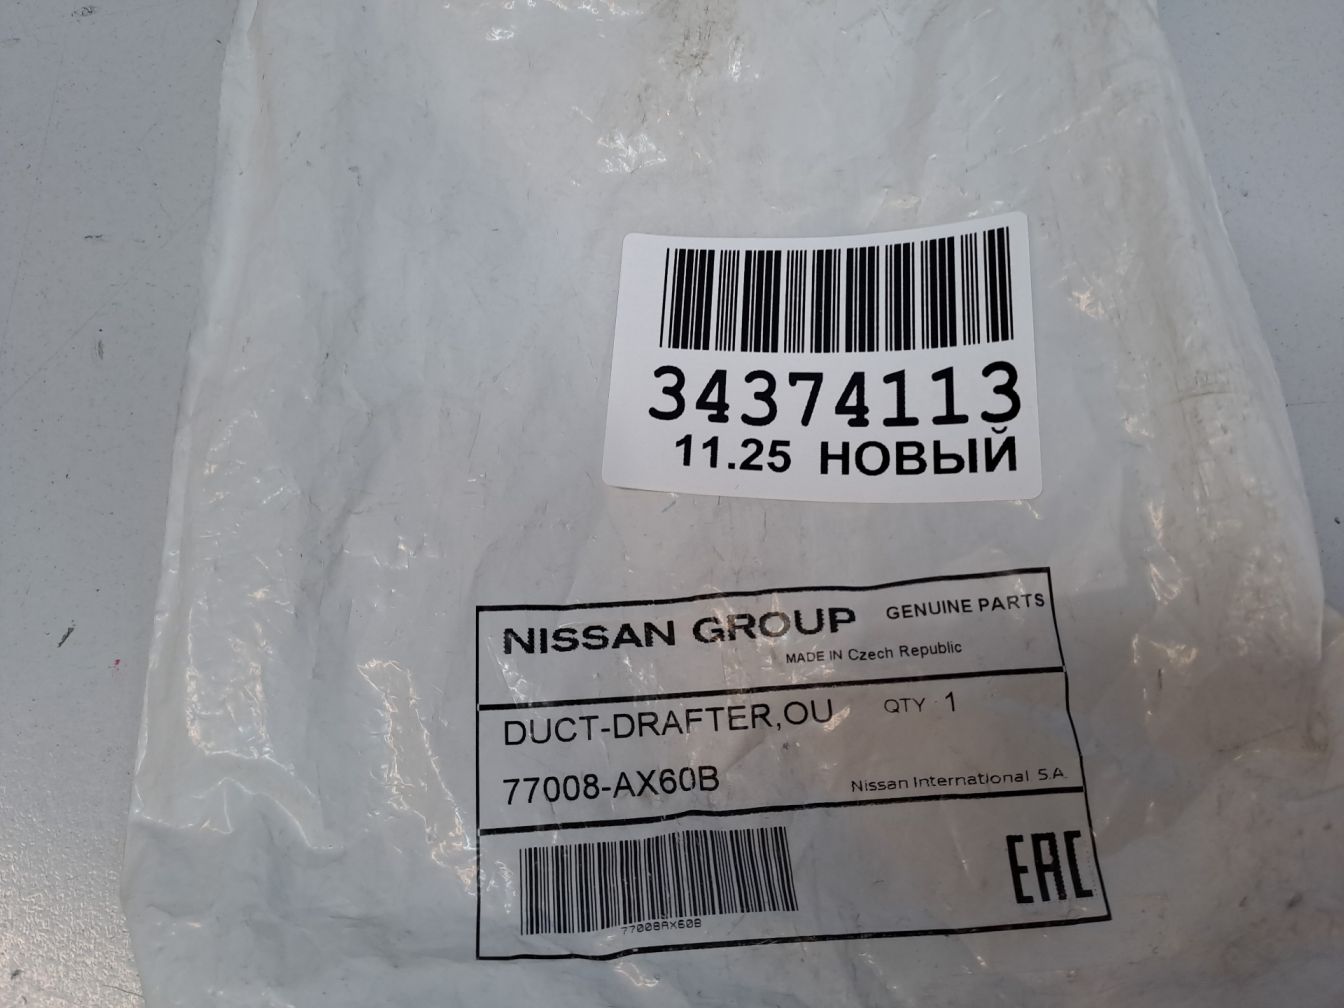 34374113
11.25 НОВЫЙ
NISSAN GROUP GENUINE PARTS
MADE IN Czech Republic
DUCT-DRAFTER,OU QTY : 1
77008-AX60B Nissan International S.A.
77008AX60B
EAC